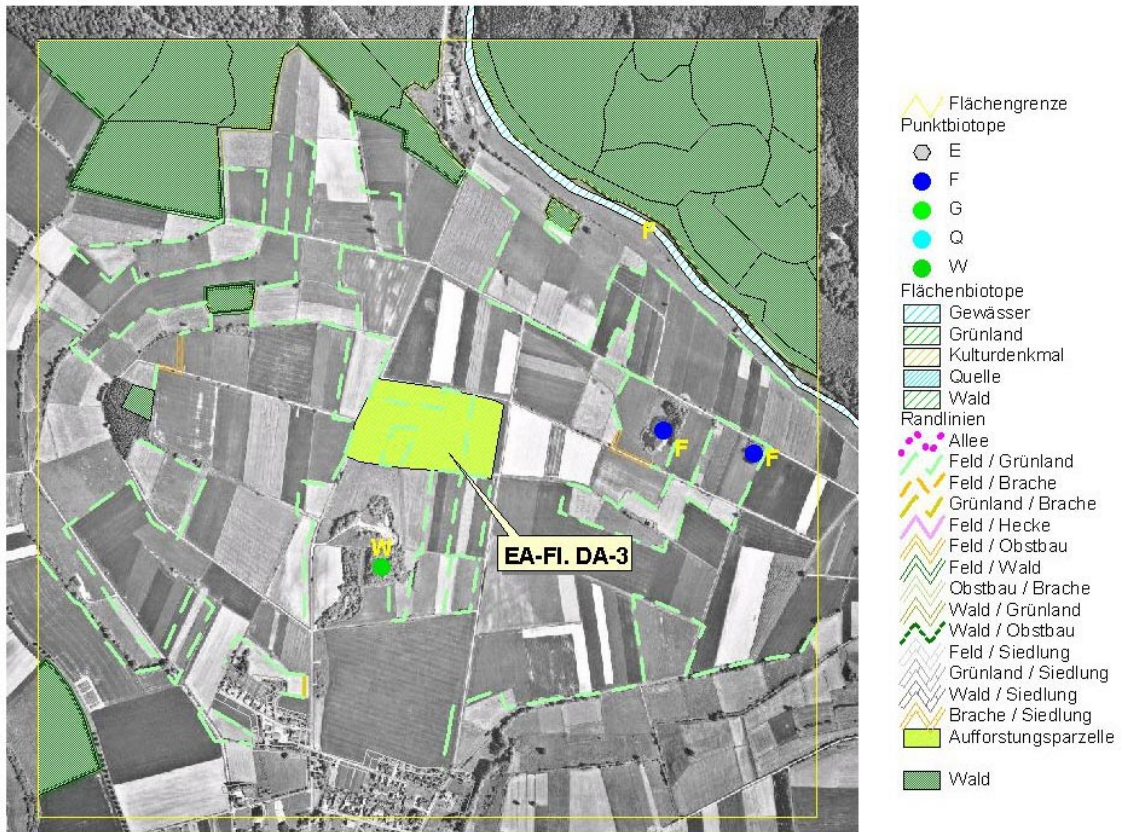 F
F
F
EA-Fl. DA-3
W
Flächengrenze
Punktbiotope
E
F
G
Q
W
Flächenbiotope
Gewässer
Grünland
Kulturdenkmal
Quelle
Wald
Randlinien
Allee
Feld / Grünland
Feld / Brache
Grünland / Brache
Feld / Hecke
Feld / Obstbau
Feld / Wald
Obstbau / Brache
Wald / Grünland
Wald / Obstbau
Feld / Siedlung
Grünland / Siedlung
Wald / Siedlung
Brache / Siedlung
Aufforstungsparzelle
Wald